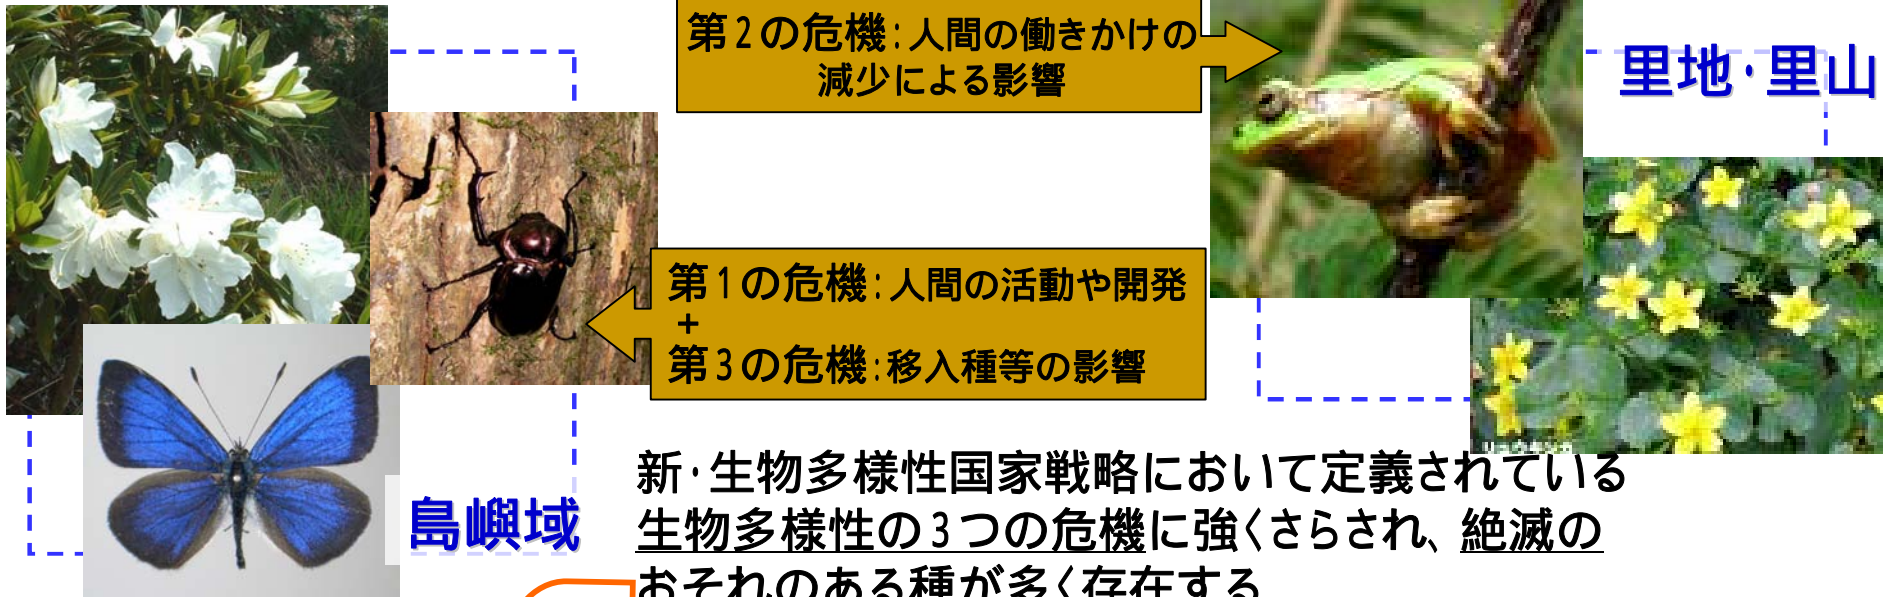 第2の危機:人間の働きかけの
減少による影響
里地・里山
第1の危機:人間の活動や開発
+
第3の危機:移入種等の影響
島嶼域
新・生物多様性国家戦略において定義されている
生物多様性の3つの危機に強くさらされ、絶滅の
おそれのある種が多く存在する